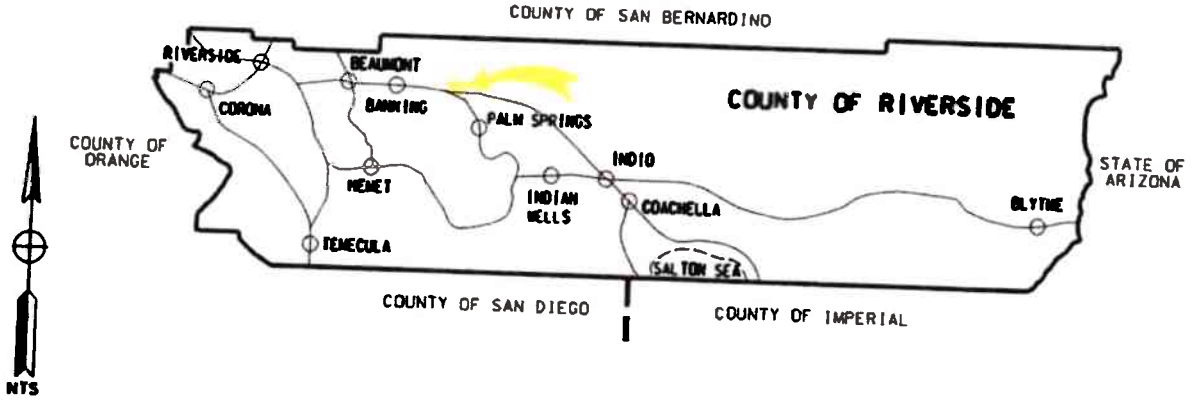 COUNTY OF SAN BERNARDINO
RIVERSIDE
BEAUMONT
BANNING
CORONA
COUNTY OF RIVERSIDE
PALM SPRINGS
COUNTY OF
ORANGE
INDIO
STATE OF
ARIZONA
HEMET
INDIAN
WELLS
COACHELLA
BLYTHE
TEMECULA
SALTON SEA
COUNTY OF SAN DIEGO
COUNTY OF IMPERIAL
NTS